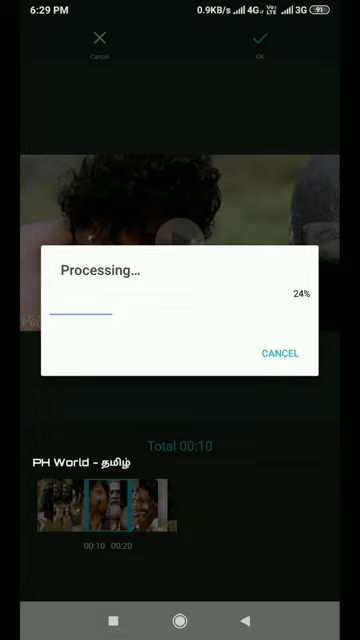 6:29 PM 0.9KB/s 4G Vo LTE 3G 91
Cancel OK
Processing...
24%
CANCEL
Total 00:10
PH World - தமிழ்
00:10 00:20